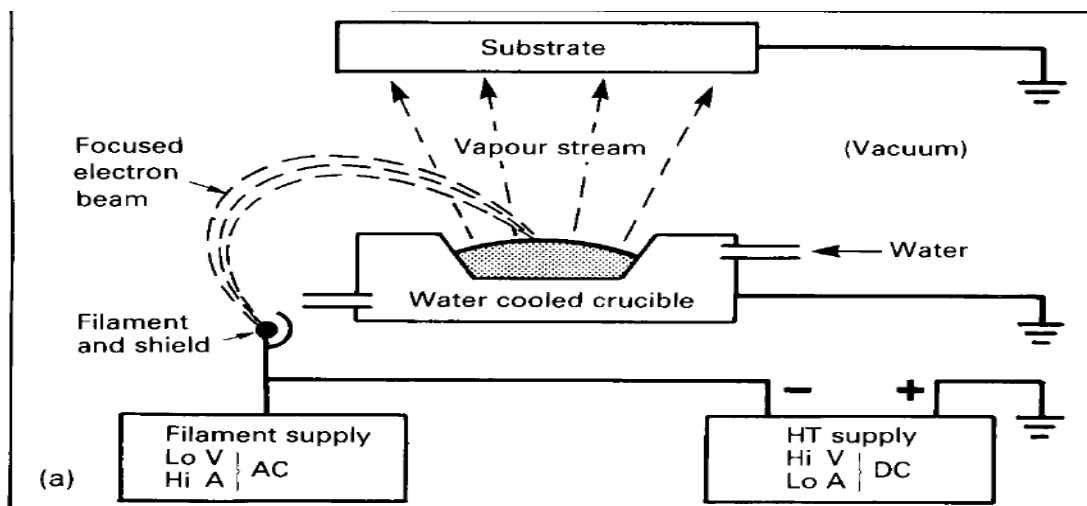 Substrate
Focused
electron
beam
Vapour stream
(Vacuum)
Water
Water cooled crucible
Filament
and shield
− +
Filament supply
Lo V
Hi A
AC
HT supply
Hi V
Lo A
DC
(a)